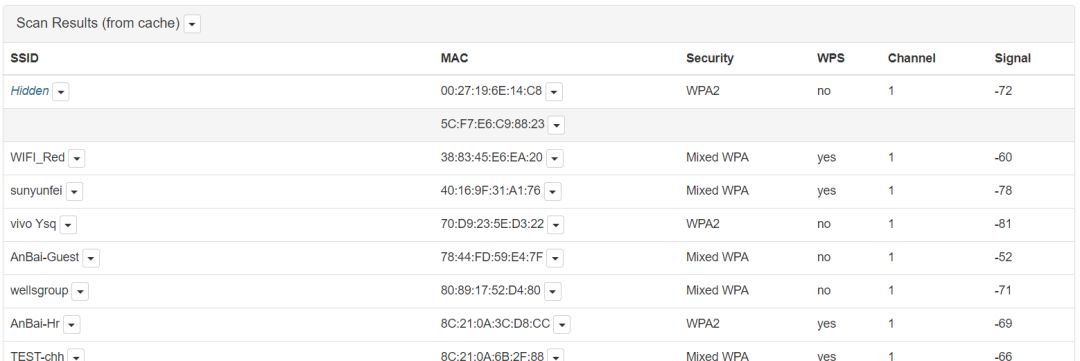 Scan Results (from cache)
SSID MAC Security WPS Channel Signal
Hidden 00:27:19:6E:14:C8 WPA2 no 1 -72
5C:F7:E6:C9:88:23
WIFI_Red 38:83:45:E6:EA:20 Mixed WPA yes 1 -60
sunyunfei 40:16:9F:31:A1:76 Mixed WPA yes 1 -78
vivo Ysq 70:D9:23:5E:D3:22 WPA2 no 1 -81
AnBai-Guest 78:44:FD:59:E4:7F Mixed WPA no 1 -52
wellsgroup 80:89:17:52:D4:80 Mixed WPA no 1 -71
AnBai-Hr 8C:21:0A:3C:D8:CC WPA2 yes 1 -69
TEST-chh 8C:21:0A:6B:2F:88 Mixed WPA yes 1 -66